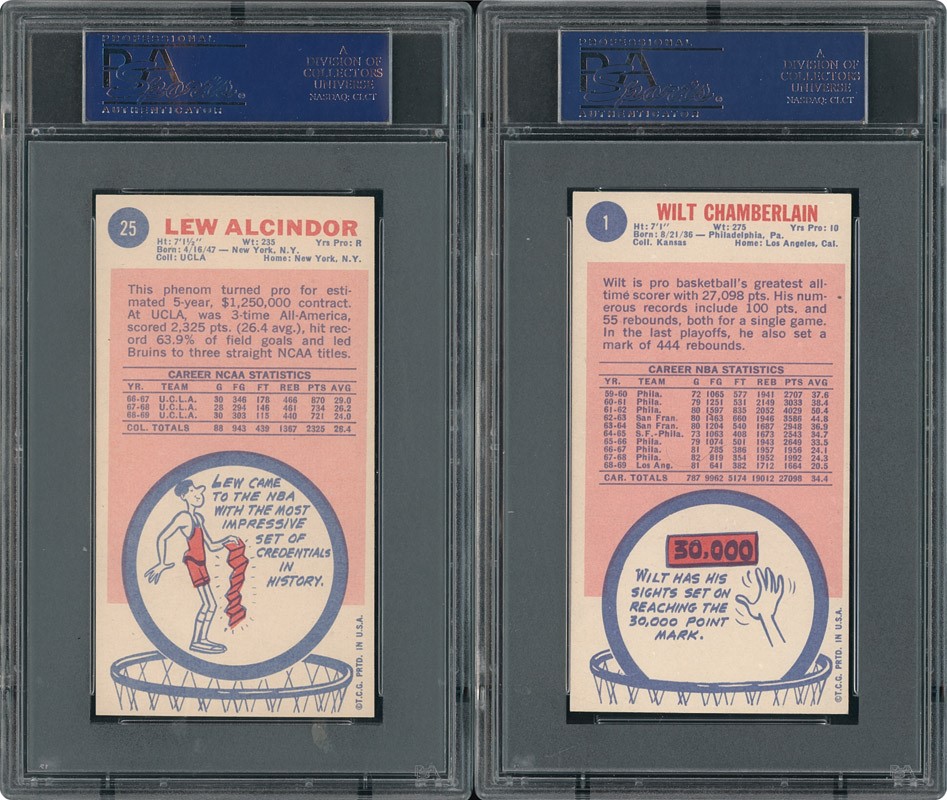 PROFESSIONAL
PSA
Sports.
AUTHENTICATOR
A
DIVISION OF
COLLECTORS
UNIVERSE
NASDAQ: CLCT
25
LEW ALCINDOR
Ht: 7'1½" Wt: 235 Yrs Pro: R
Born: 4/16/47 — New York, N.Y.
Coll: UCLA Home: New York, N.Y.
This phenom turned pro for esti-
mated 5-year, $1,250,000 contract.
At UCLA, was 3-time All-America,
scored 2,325 pts. (26.4 avg.), hit rec
ord 63.9% of field goals and led
Bruins to three straight NCAA titles.
CAREER NCAA STATISTICS
YR. TEAM G FG FT REB PTS AVG
66-67 U.C.L.A. 30 346 178 466 870 29.0
67-68 U.C.L.A. 28 294 146 461 734 26.2
68-69 U.C.L.A. 30 303 115 440 721 24.0
COL. TOTALS 88 943 439 1367 2325 26.4
LEW CAME
TO THE NBA
WITH THE MOST
IMPRESSIVE
SET OF
CREDENTIALS
IN
HISTORY.
©T.C.G. PRTD. IN U.S.A.
PROFESSIONAL
PSA
Sports.
AUTHENTICATOR
A
DIVISION OF
COLLECTORS
UNIVERSE
NASDAQ: CLCT
1
WILT CHAMBERLAIN
Ht: 7'1" Wt: 275 Yrs Pro: 10
Born: 8/21/36 — Philadelphia, Pa.
Coll. Kansas Home: Los Angeles, Cal.
Wilt is pro basketball's greatest all-
time scorer with 27,098 pts. His num-
erous records include 100 pts. and
55 rebounds, both for a single game.
In the last playoffs, he also set a
mark of 444 rebounds.
CAREER NBA STATISTICS
YR. TEAM G FG FT REB PTS AVG
59-60 Phila. 72 1065 577 1941 2707 37.6
60-61 Phila. 79 1251 531 2149 3033 38.4
61-62 Phila. 80 1597 835 2052 4029 50.4
62-63 San Fran. 80 1463 660 1946 3586 44.8
63-64 San Fran. 80 1204 540 1687 2948 36.9
64-65 S.F.-Phila. 73 1063 408 1673 2543 34.7
65-66 Phila. 79 1074 501 1943 2649 33.5
66-67 Phila. 81 785 386 1957 1956 24.1
67-68 Phila. 82 819 354 1952 1992 24.3
68-69 Los Ang. 81 641 382 1712 1664 20.5
CAR. TOTALS 787 9962 5174 19012 27098 34.4
30,000
WILT HAS HIS
SIGHTS SET ON
REACHING THE
30,000 POINT
MARK.
©T.C.G. PRTD. IN U.S.A.